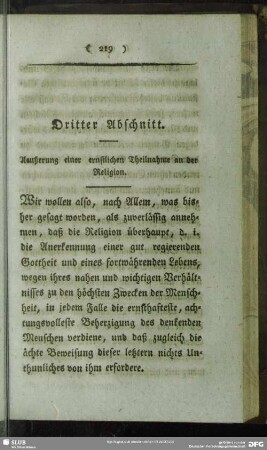 ( 219 )
Dritter Abschnitt.
Aeußerung einer ernstlichen Theilnahme an der
Religion.
Wir wollen also, nach Allem, was bis-
her gesagt worden, als zuverlässig anneh-
men, daß die Religion überhaupt, d. i.
die Anerkennung einer gut regierenden
Gottheit und eines fortwährenden Lebens,
wegen ihres nahen und wichtigen Verhält-
nisses zu den höchsten Zwecken der Mensch-
heit, in jedem Falle die ernsthafteste, ach-
tungsvolleste Beherzigung des denkenden
Menschen verdiene, und daß zugleich die
ächte Beweisung dieser letztern nichts Un-
thunliches von ihm erfordere.
SLUB